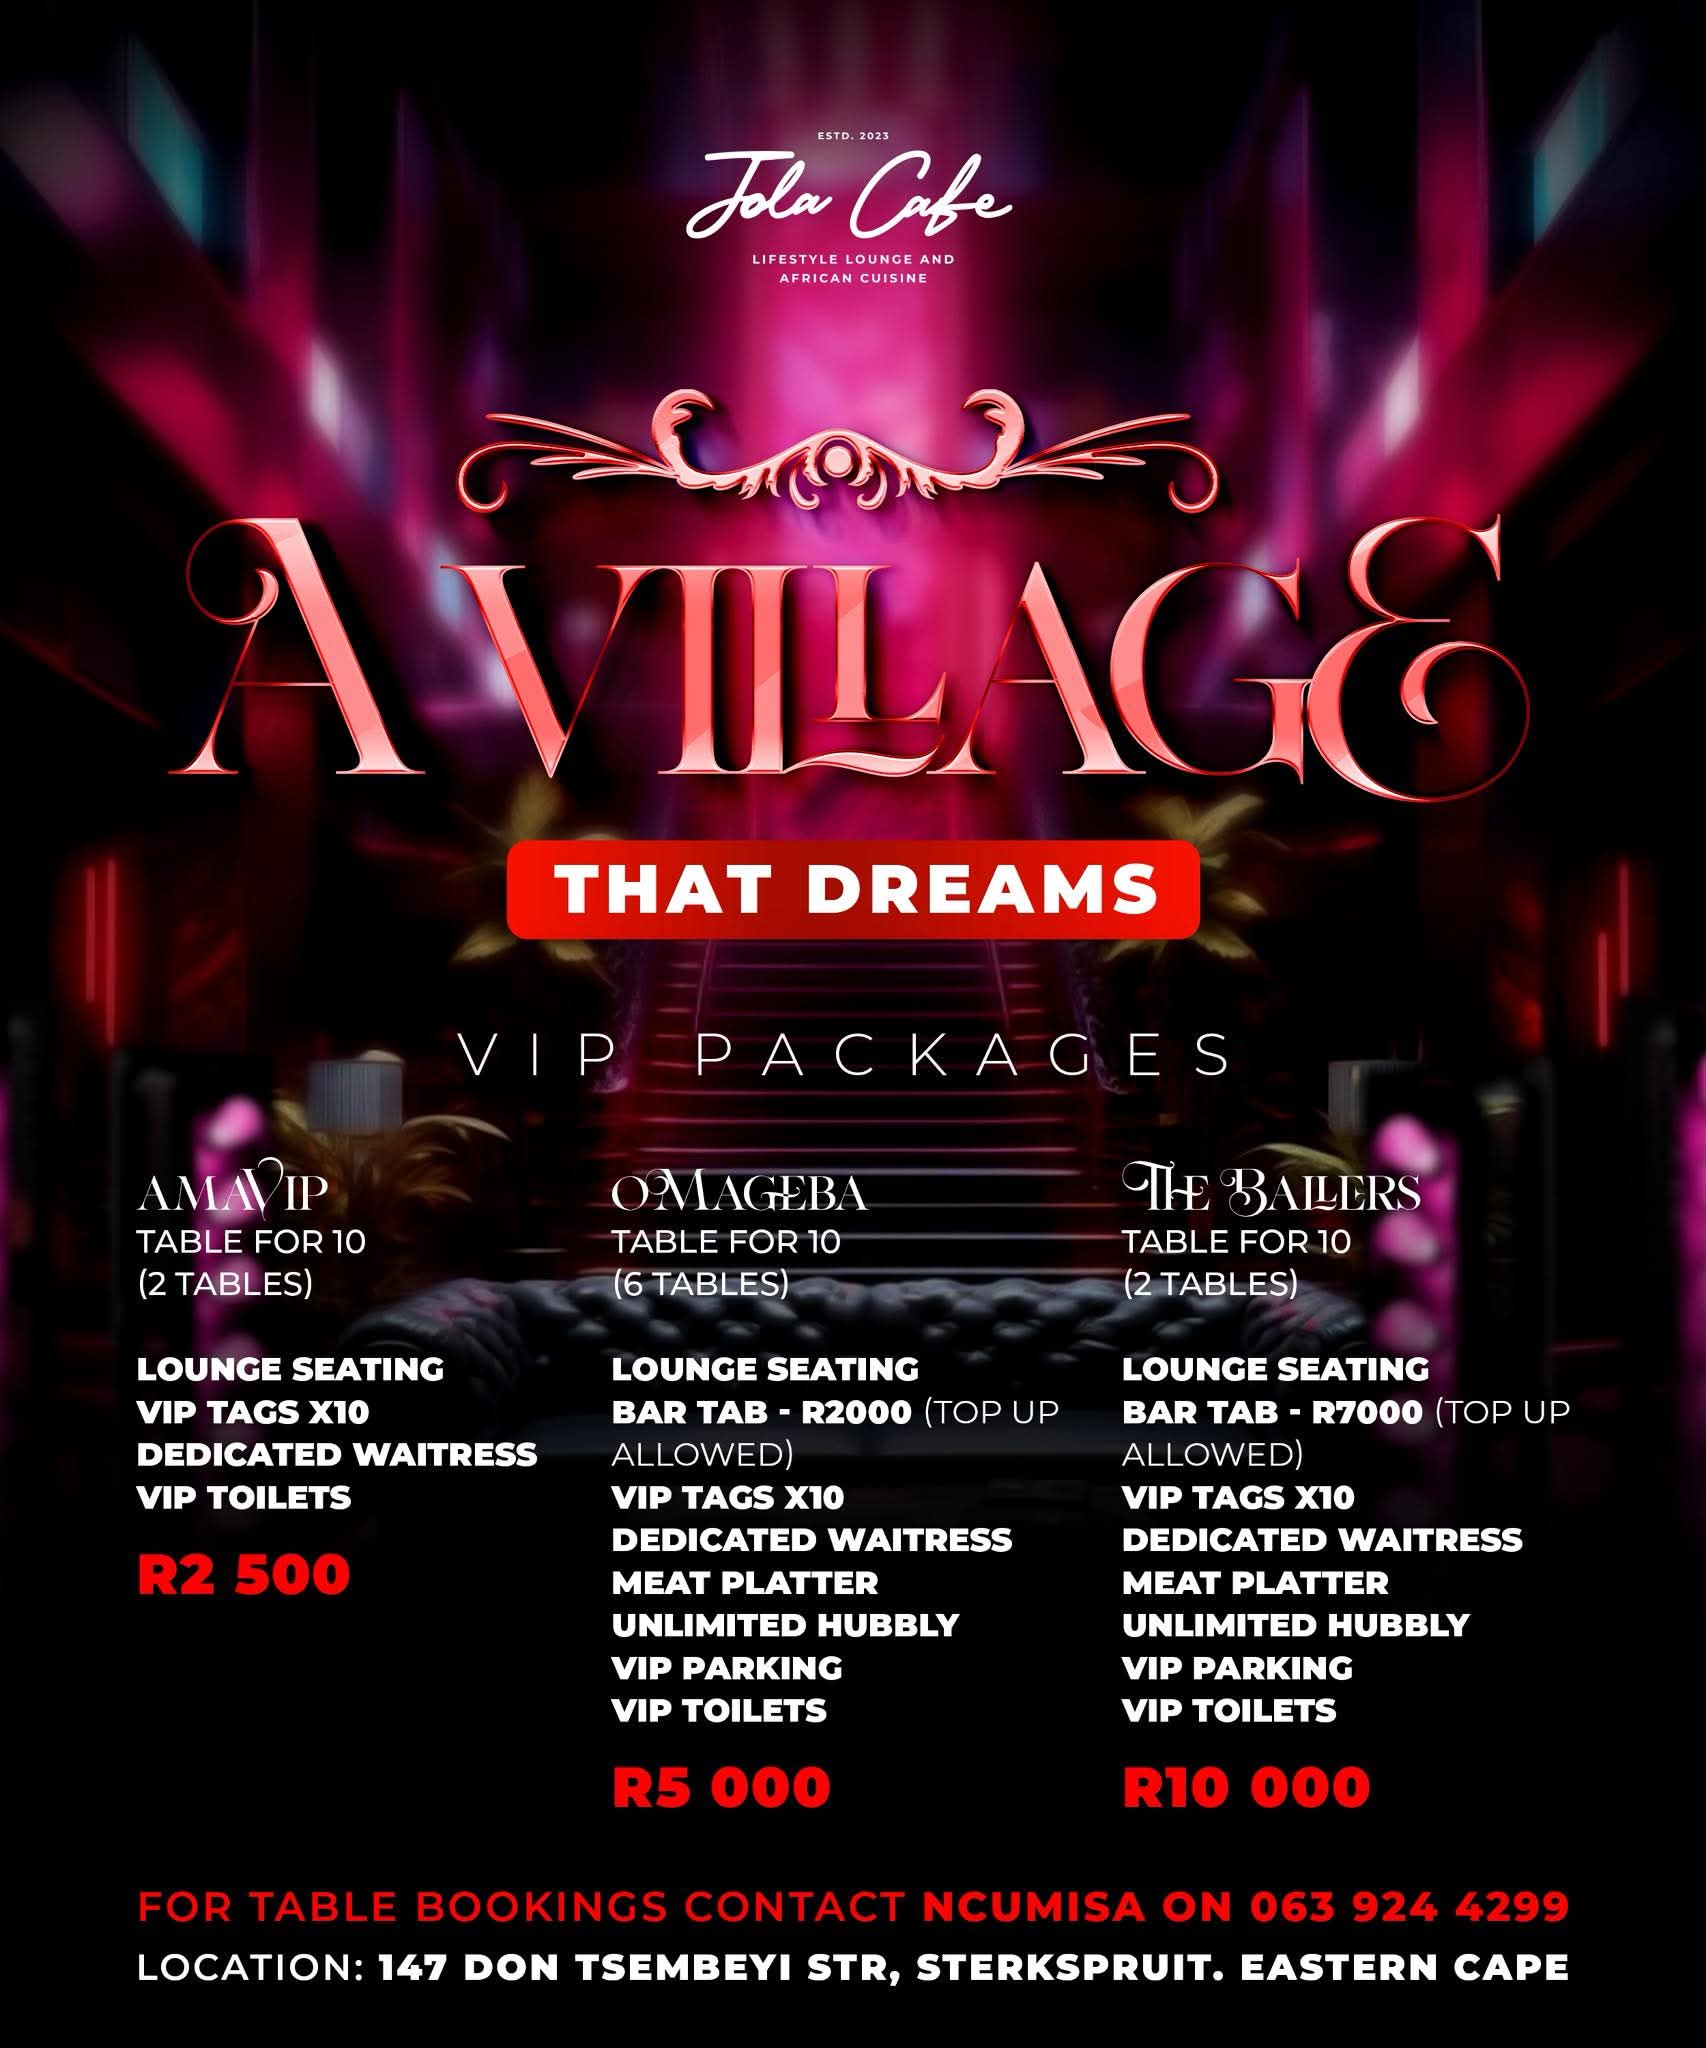 ESTD. 2023
Jola Cafe
LIFESTYLE LOUNGE AND
AFRICAN CUISINE
A VILLAGE
THAT DREAMS
VIP PACKAGES
AMAVIP
TABLE FOR 10
(2 TABLES)
LOUNGE SEATING
VIP TAGS X10
DEDICATED WAITRESS
VIP TOILETS
R2 500
OMAGEBA
TABLE FOR 10
(6 TABLES)
LOUNGE SEATING
BAR TAB - R2000 (TOP UP
ALLOWED)
VIP TAGS X10
DEDICATED WAITRESS
MEAT PLATTER
UNLIMITED HUBBLY
VIP PARKING
VIP TOILETS
R5 000
THE BALLERS
TABLE FOR 10
(2 TABLES)
LOUNGE SEATING
BAR TAB - R7000 (TOP UP
ALLOWED)
VIP TAGS X10
DEDICATED WAITRESS
MEAT PLATTER
UNLIMITED HUBBLY
VIP PARKING
VIP TOILETS
R10 000
FOR TABLE BOOKINGS CONTACT NCUMISA ON 063 924 4299
LOCATION: 147 DON TSEMBEYI STR, STERKSPRUIT. EASTERN CAPE